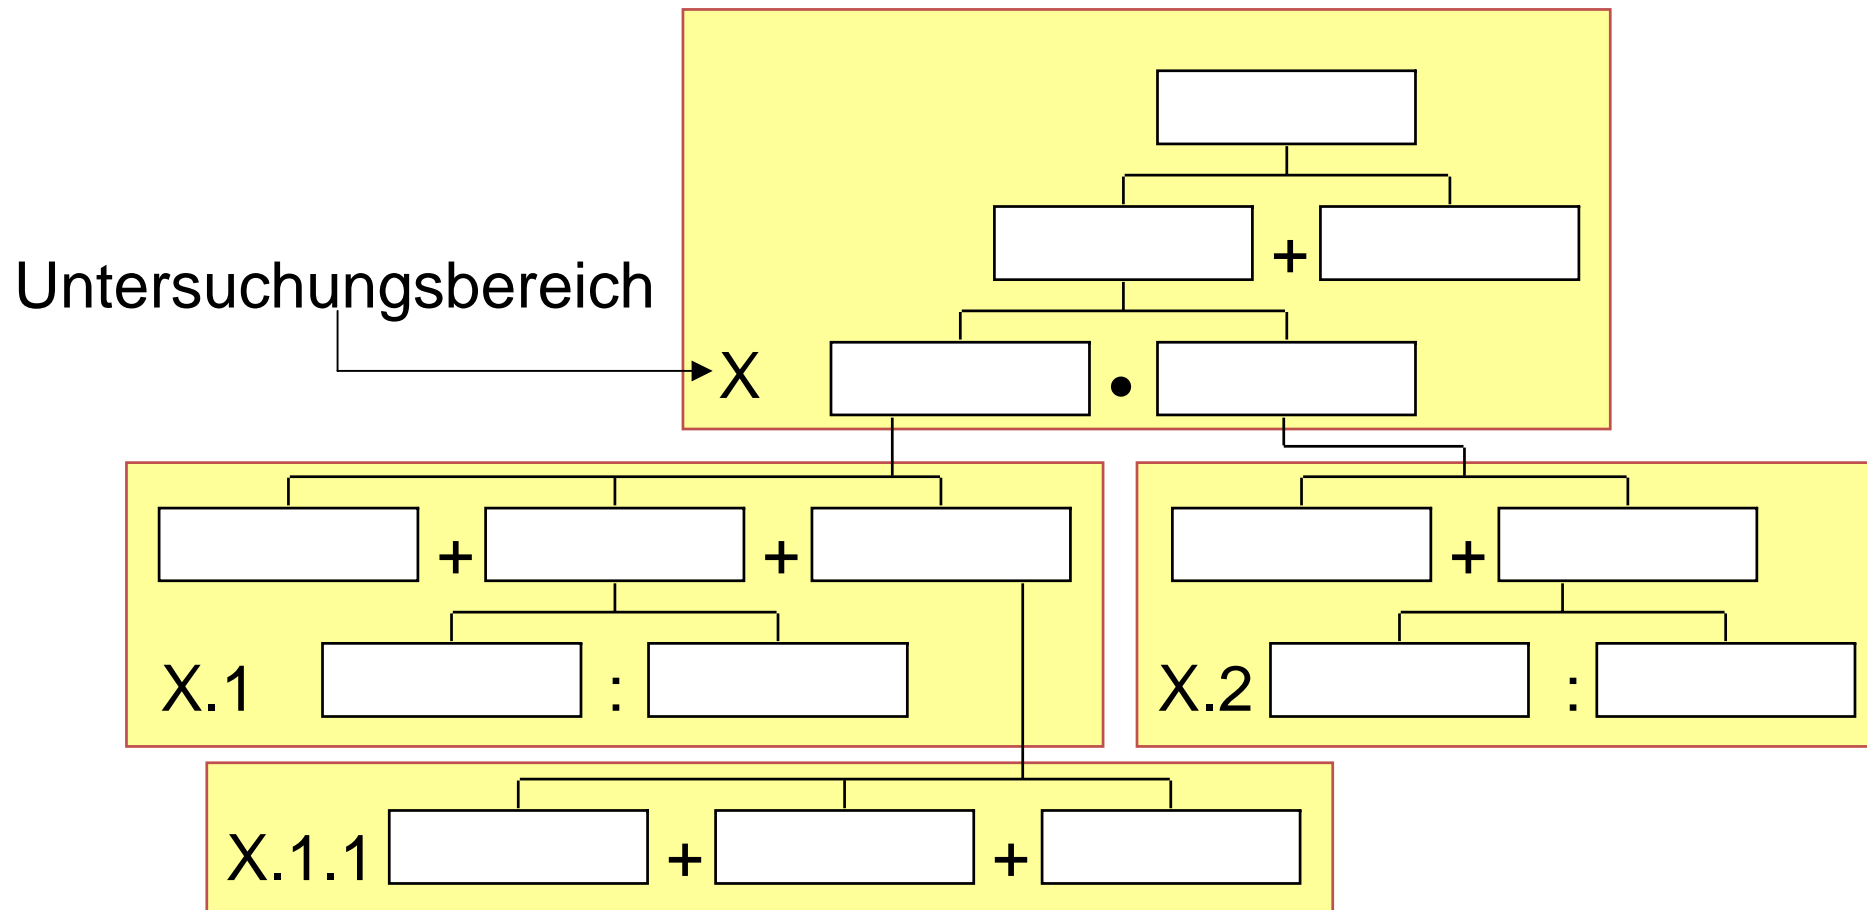 +
Untersuchungsbereich
X •
+ +
+
X.1 :
X.2 :
X.1.1 + +